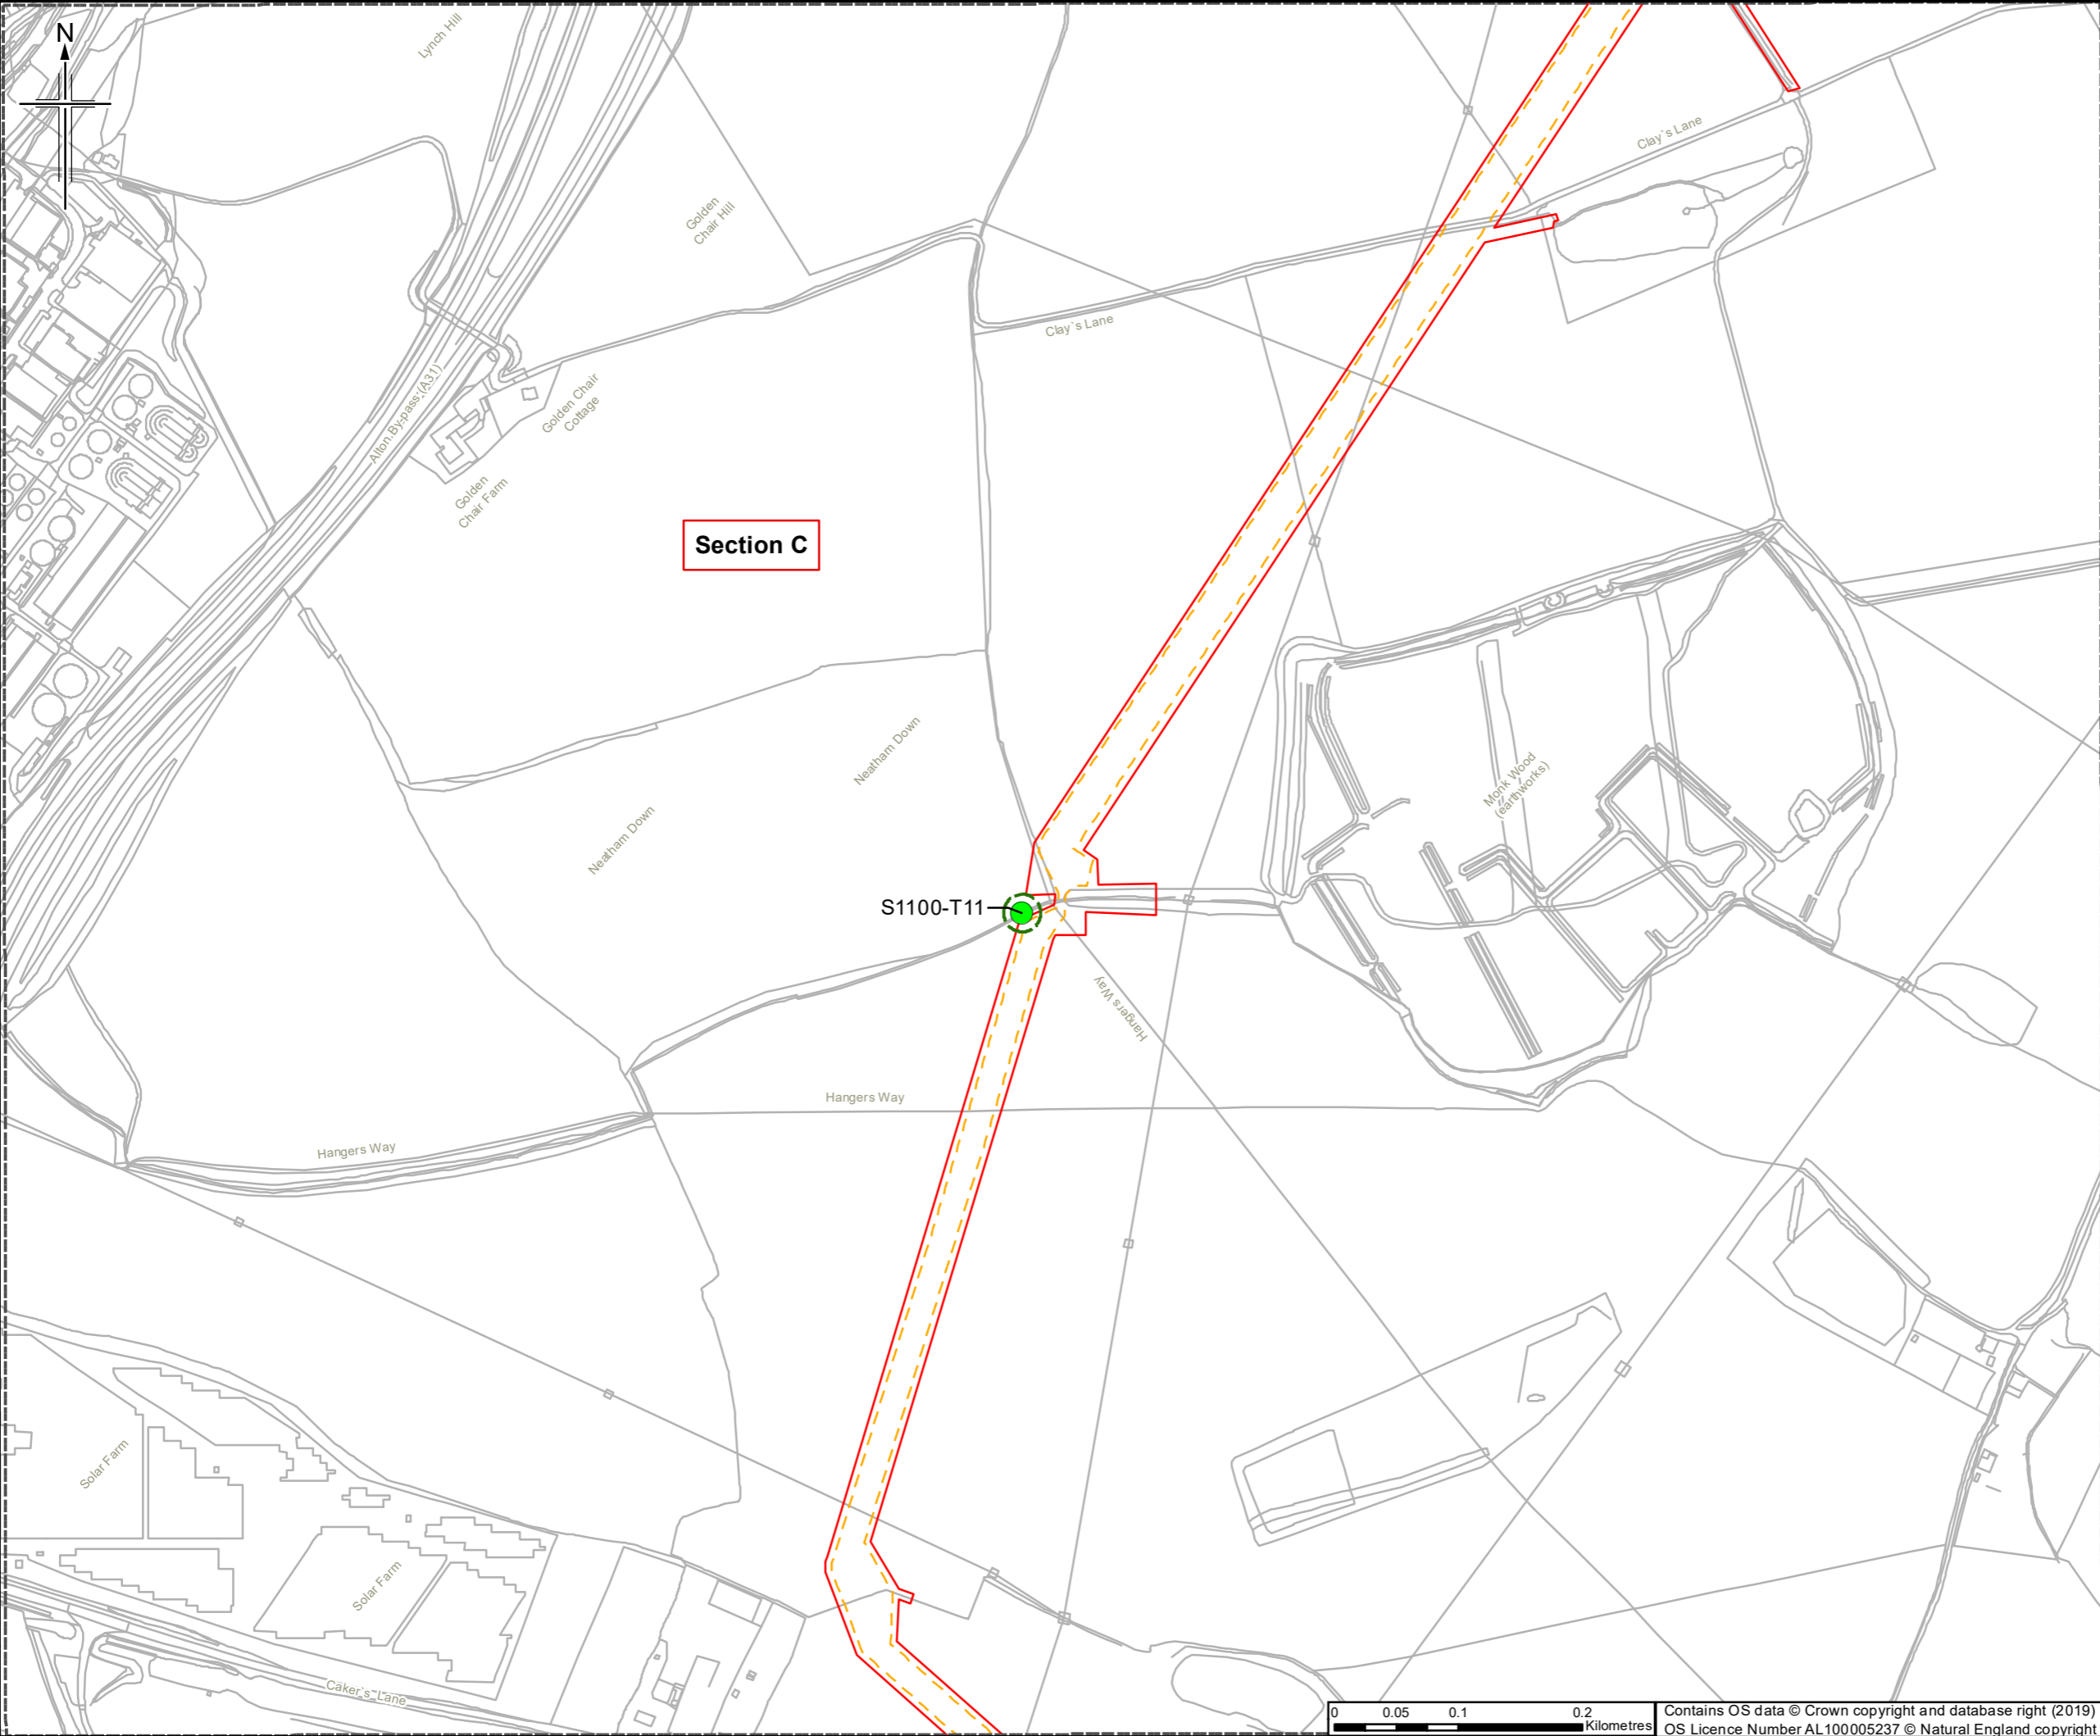 N
Lynch Hill
Clay`s Lane
Golden
Chair Hill
Clay`s Lane
Alton By-pass (A31)
Golden Chair
Cottage
Golden
Chair Farm
Section C
Neatham Down
Neatham Down
Monk Wood
(earthworks)
S1100-T11
Hangers Way
Hangers Way
Hangers Way
Solar Farm
Solar Farm
Caker's Lane
0 0.05 0.1 0.2
Kilometres
Contains OS data © Crown copyright and database right (2019)
OS Licence Number AL100005237 © Natural England copyright